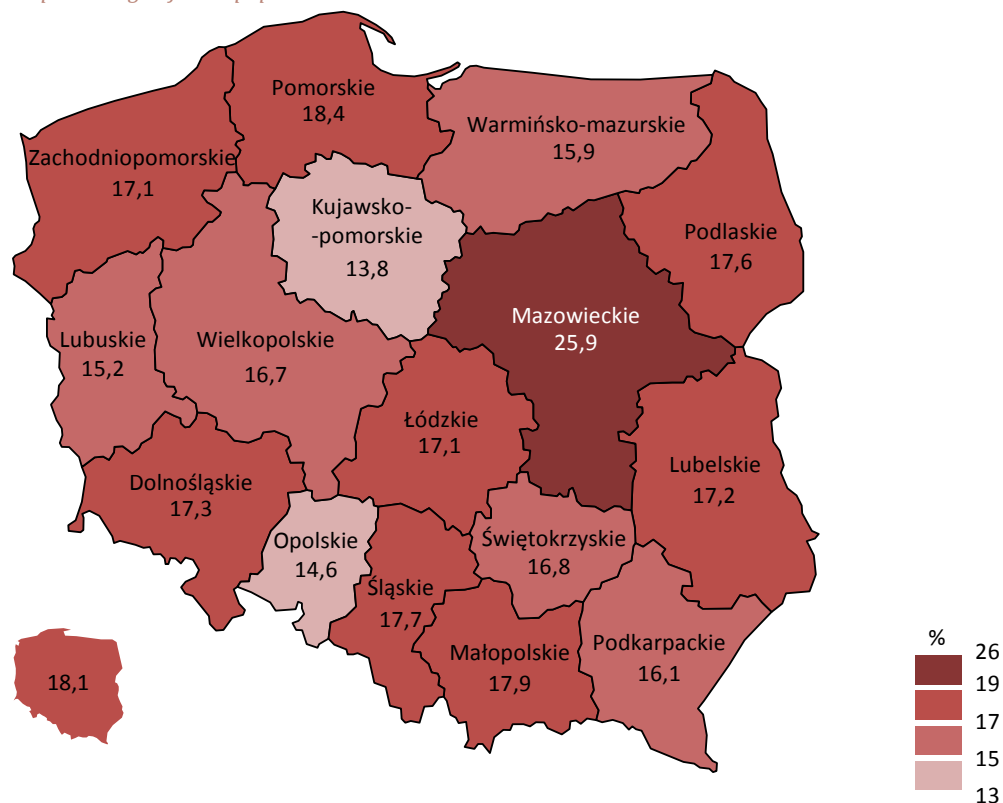 Pomorskie
18,4
Warmińsko-mazurskie
15,9
Zachodniopomorskie
17,1
Kujawsko-
-pomorskie
13,8
Podlaskie
17,6
Mazowieckie
25,9
Lubuskie
15,2
Wielkopolskie
16,7
Łódzkie
17,1
Lubelskie
17,2
Dolnośląskie
17,3
Opolskie
14,6
Świętokrzyskie
16,8
Śląskie
17,7
Małopolskie
17,9
Podkarpackie
16,1
18,1
%
26
19
17
15
13